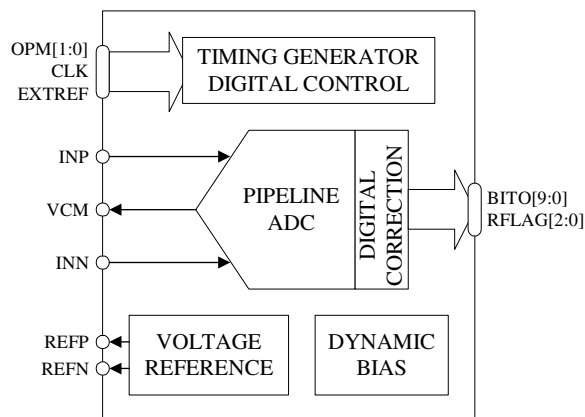 OPM[1:0]
CLK
EXTREF
TIMING GENERATOR
DIGITAL CONTROL
INP
VCM
INN
PIPELINE
ADC
DIGITAL
CORRECTION
BITO[9:0]
RFLAG[2:0]
REFP
REFN
VOLTAGE
REFERENCE
DYNAMIC
BIAS